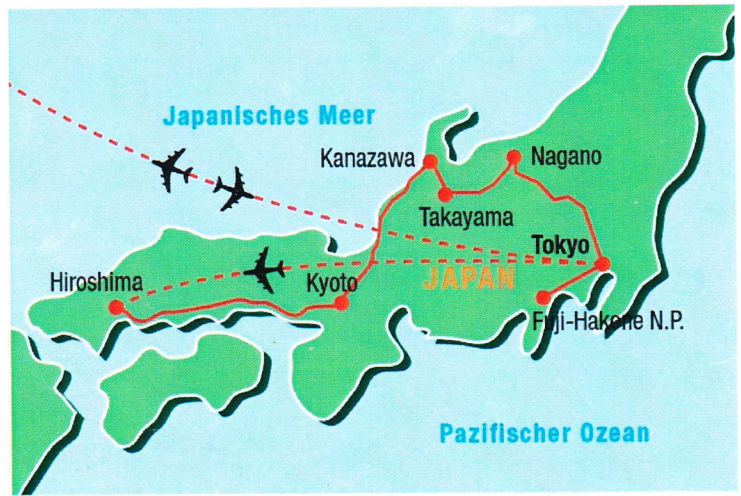 Japanisches Meer
Kanazawa
Nagano
Takayama
Tokyo
Hiroshima
Kyoto
JAPAN
Fuji-Hakone N.P.
Pazifischer Ozean